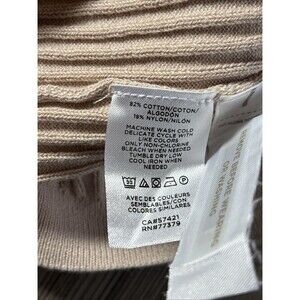 82% COTTON/COTON/
ALGODÓN
18% NYLON/NILÓN
MACHINE WASH COLD
DELICATE CYCLE WITH
LIKE COLORS
ONLY NON-CHLORINE
BLEACH WHEN NEEDED
TUMBLE DRY LOW
COOL IRON WHEN
NEEDED
AVEC DES COULEURS
SEMBLABLES/CON
COLORES SIMILARES
CA#57421
RN#77379